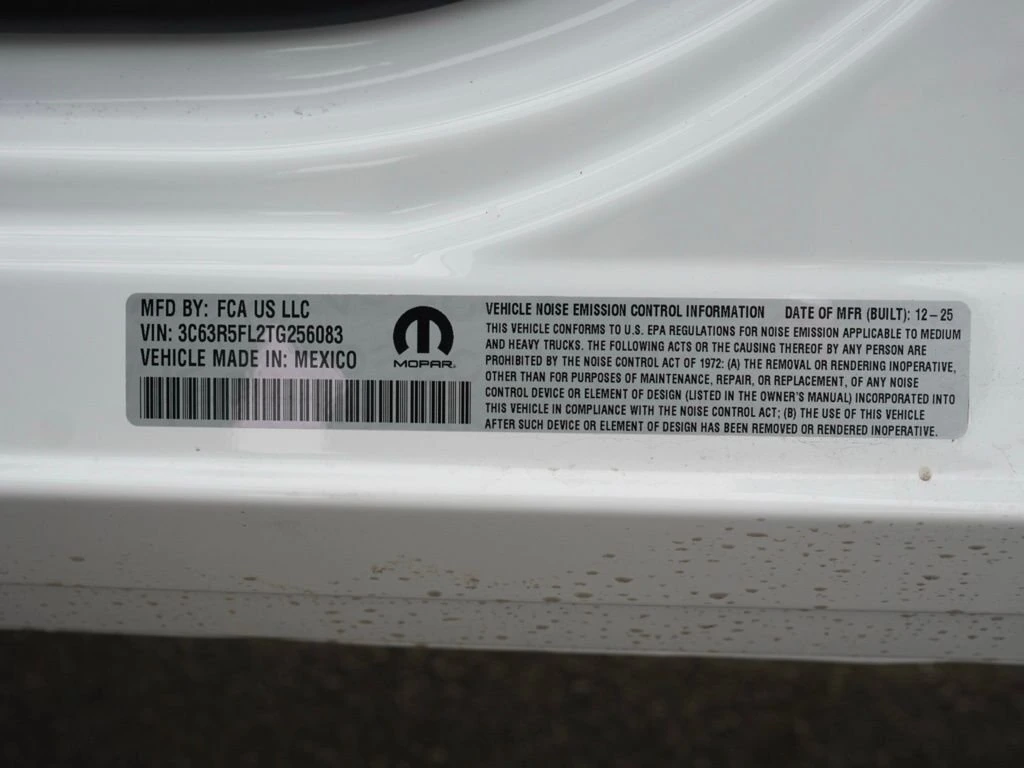 MFD BY: FCA US LLC
VIN: 3C63R5FL2TG256083
VEHICLE MADE IN: MEXICO
MOPAR®
VEHICLE NOISE EMISSION CONTROL INFORMATION DATE OF MFR (BUILT): 12-25
THIS VEHICLE CONFORMS TO U.S. EPA REGULATIONS FOR NOISE EMISSION APPLICABLE TO MEDIUM
AND HEAVY TRUCKS. THE FOLLOWING ACTS OR THE CAUSING THEREOF BY ANY PERSON ARE
PROHIBITED BY THE NOISE CONTROL ACT OF 1972: (A) THE REMOVAL OR RENDERING INOPERATIVE,
OTHER THAN FOR PURPOSES OF MAINTENANCE, REPAIR, OR REPLACEMENT, OF ANY NOISE
CONTROL DEVICE OR ELEMENT OF DESIGN (LISTED IN THE OWNER'S MANUAL) INCORPORATED INTO
THIS VEHICLE IN COMPLIANCE WITH THE NOISE CONTROL ACT; (B) THE USE OF THIS VEHICLE
AFTER SUCH DEVICE OR ELEMENT OF DESIGN HAS BEEN REMOVED OR RENDERED INOPERATIVE.